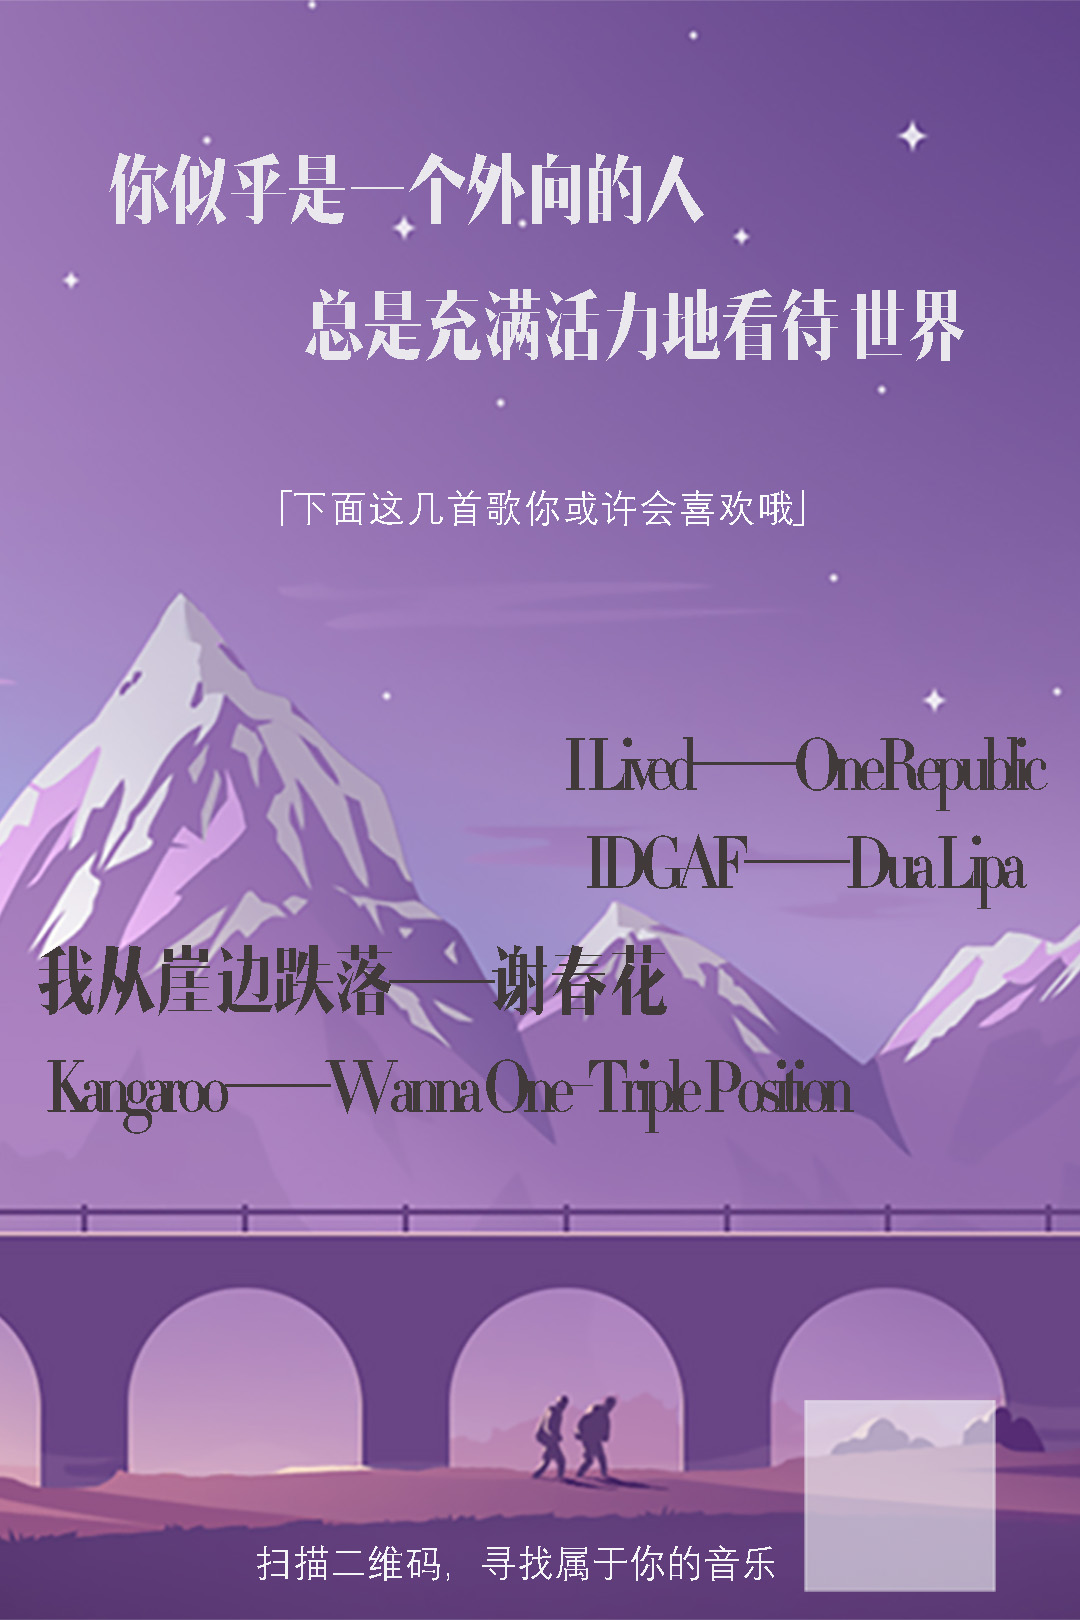 你似乎是一个外向的人
总是充满活力地看待世界
「下面这几首歌你或许会喜欢哦」
I Lived——OneRepublic
IDGAF——Dua Lipa
我从崖边跌落——谢春花
Kangaroo——Wanna One-Triple Position
扫描二维码，寻找属于你的音乐